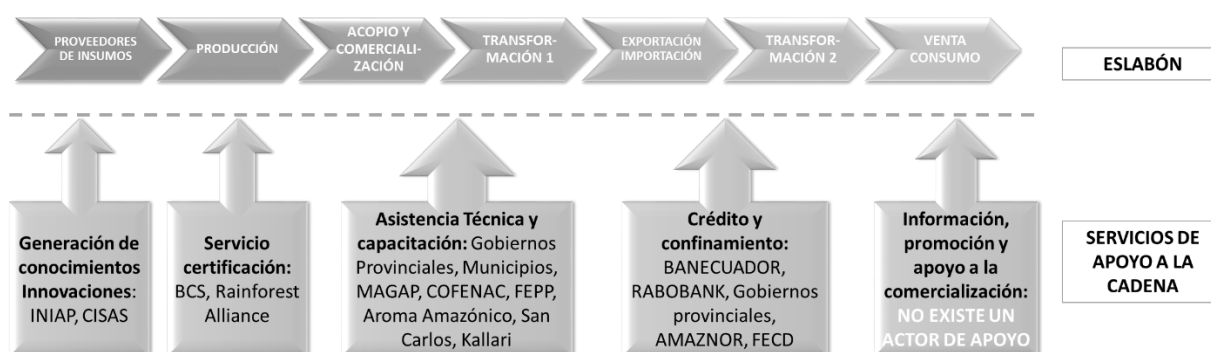 PROVEEDORES
DE INSUMOS
PRODUCCIÓN
ACOPIO Y
COMERCIALI-
ZACIÓN
TRANSFOR-
MACIÓN 1
EXPORTACIÓN
IMPORTACIÓN
TRANSFOR-
MACIÓN 2
VENTA
CONSUMO
ESLABÓN
Generación de
conocimientos
Innovaciones:
INIAP, CISAS
Servicio
certificación:
BCS, Rainforest
Alliance
Asistencia Técnica y
capacitación: Gobiernos
Provinciales, Municipios,
MAGAP, COFENAC, FEPP,
Aroma Amazónico, San
Carlos, Kallari
Crédito y
confinamiento:
BANECUADOR,
RABOBANK, Gobiernos
provinciales,
AMAZNOR, FECD
Información,
promoción y
apoyo a la
comercialización:
NO EXISTE UN
ACTOR DE APOYO
SERVICIOS DE
APOYO A LA
CADENA